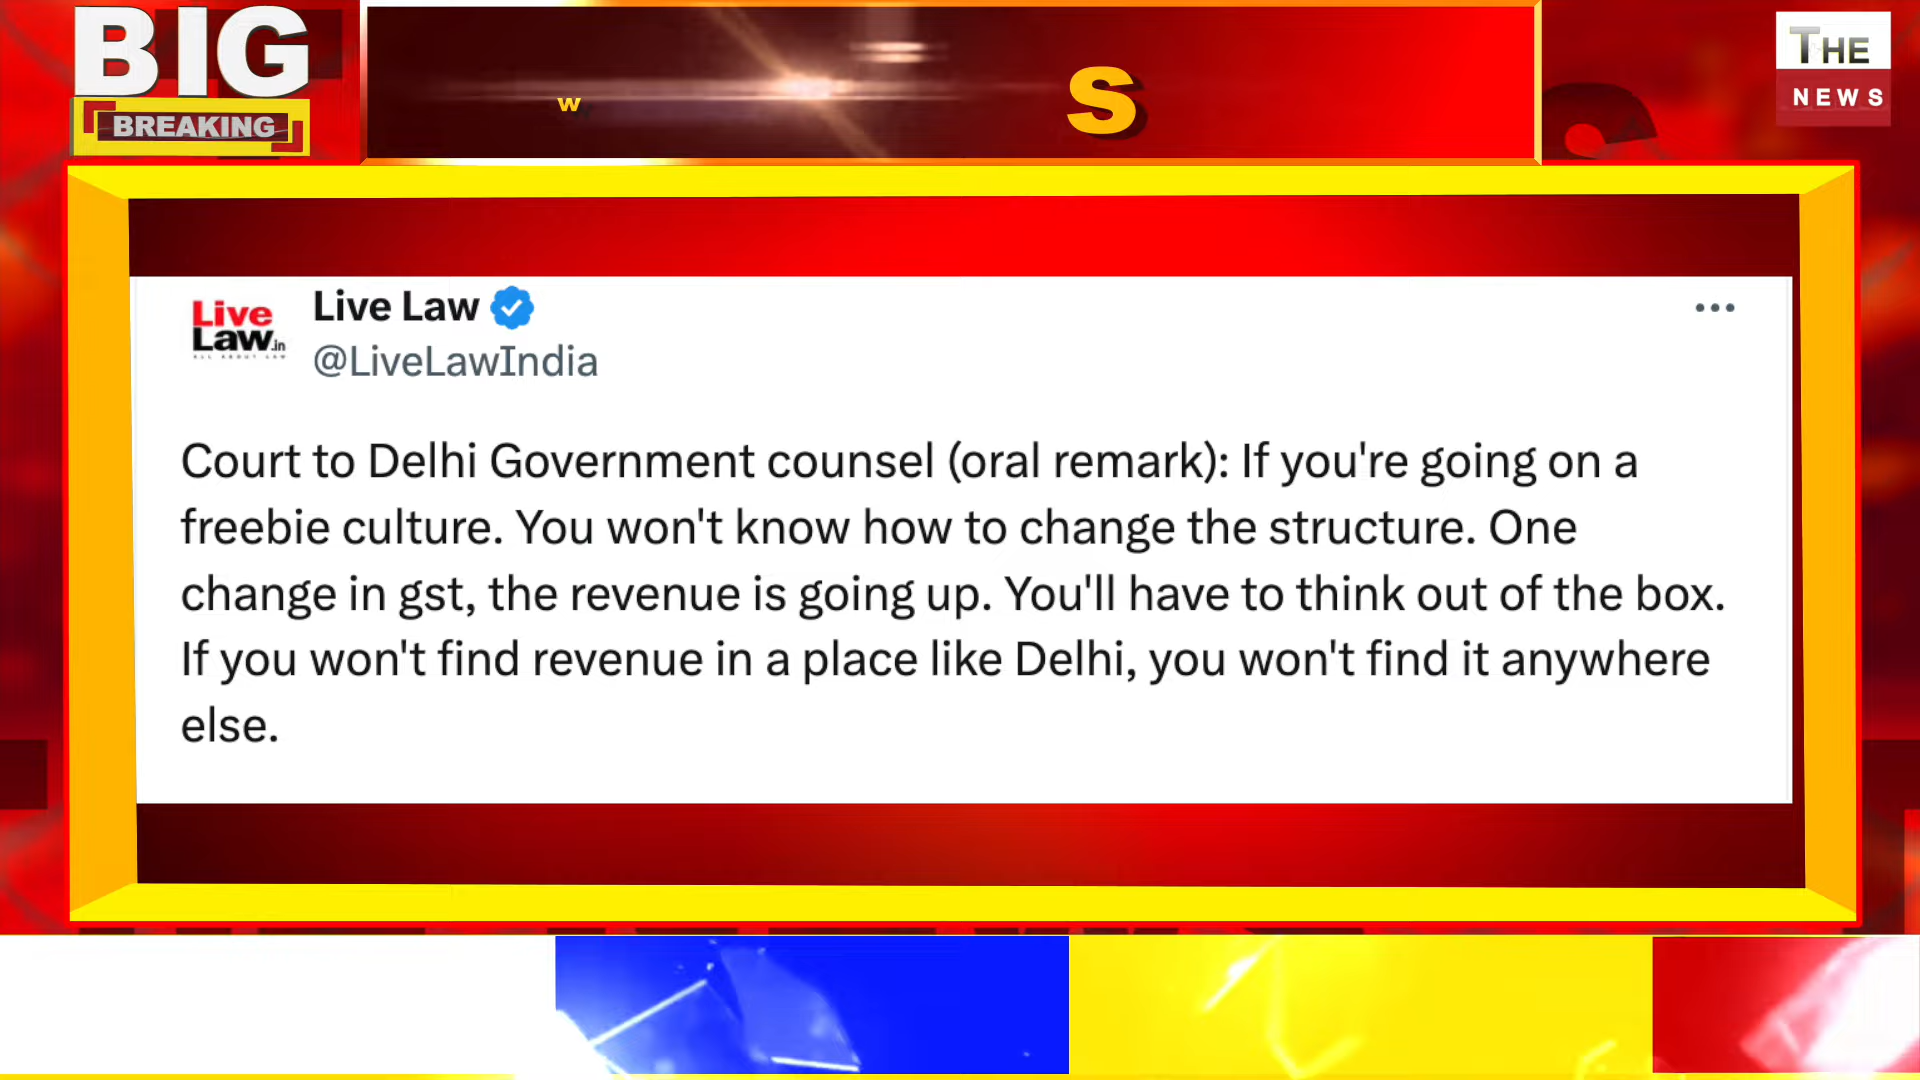 BIG
BREAKING
W
S
THE
NEWS
Live
Law.in
ALL ABOUT LAW
Live Law
@LiveLawIndia
Court to Delhi Government counsel (oral remark): If you're going on a
freebie culture. You won't know how to change the structure. One
change in gst, the revenue is going up. You'll have to think out of the box.
If you won't find revenue in a place like Delhi, you won't find it anywhere
else.